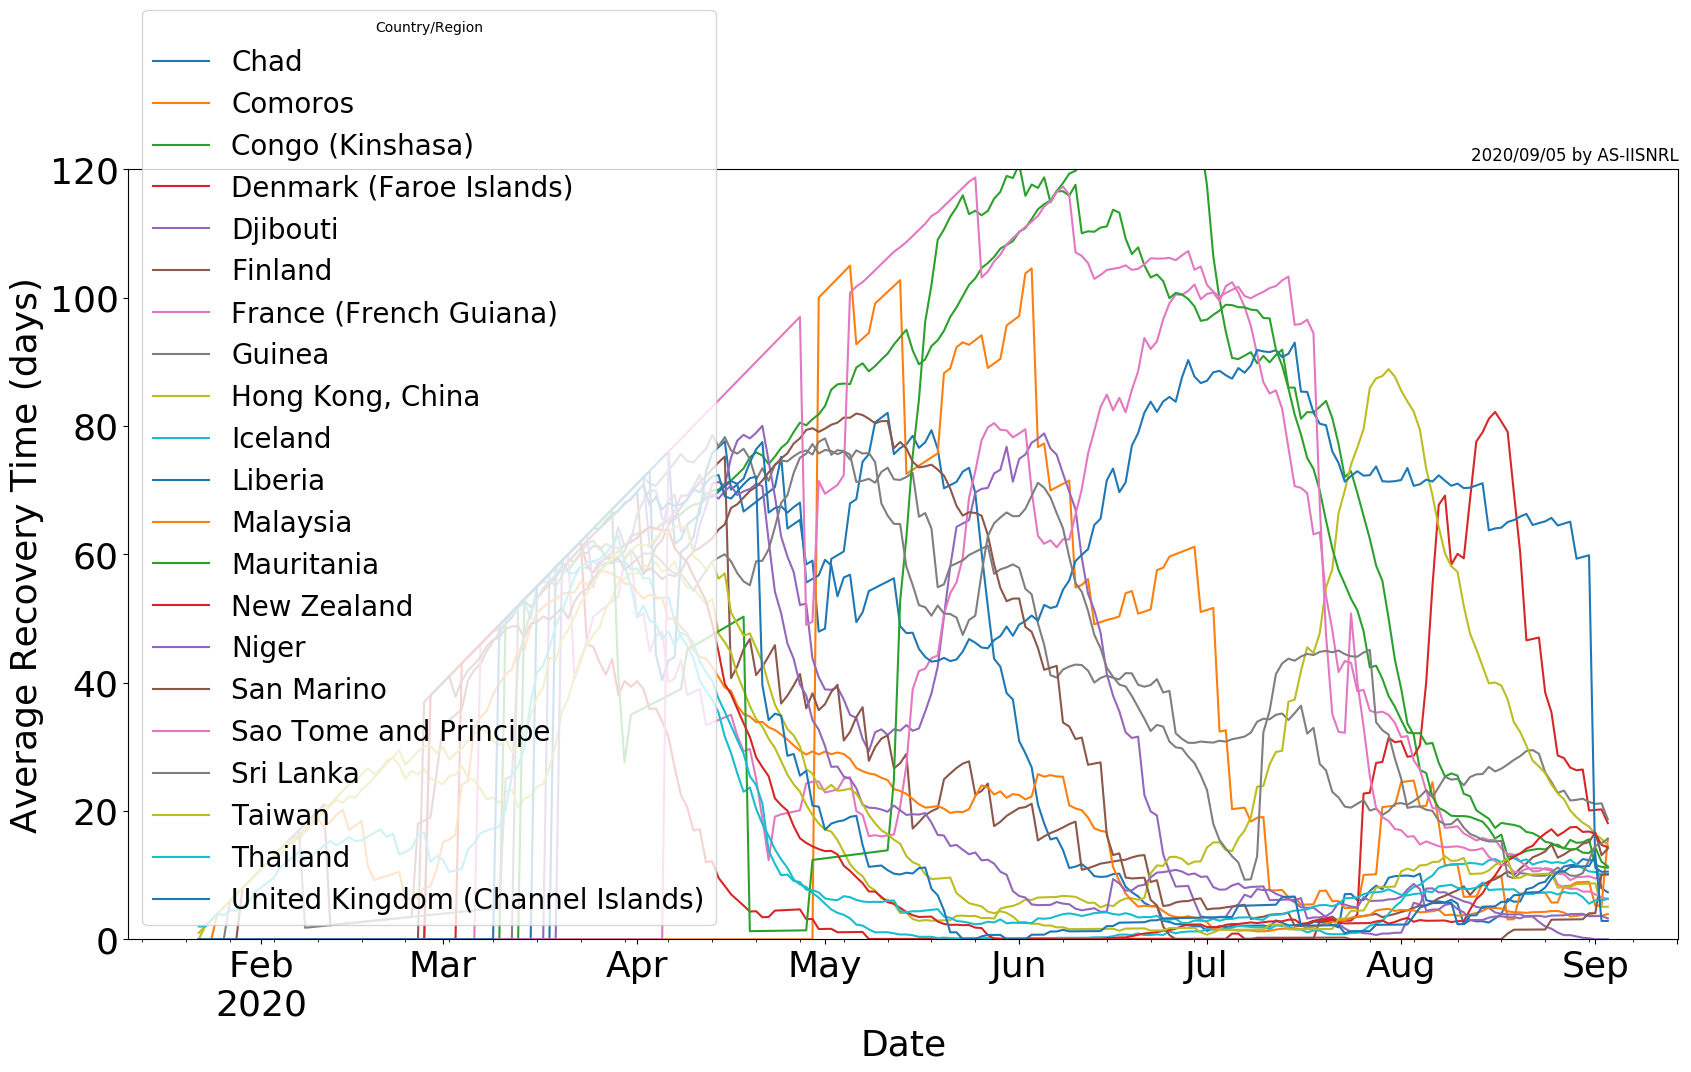 Country/Region
Chad
Comoros
Congo (Kinshasa)
Denmark (Faroe Islands)
Djibouti
Finland
France (French Guiana)
Guinea
Hong Kong, China
Iceland
Liberia
Malaysia
Mauritania
New Zealand
Niger
San Marino
Sao Tome and Principe
Sri Lanka
Taiwan
Thailand
United Kingdom (Channel Islands)
2020/09/05 by AS-IISNRL
Average Recovery Time (days)
120
100
80
60
40
20
0
Feb Mar Apr May Jun Jul Aug Sep
2020
Date